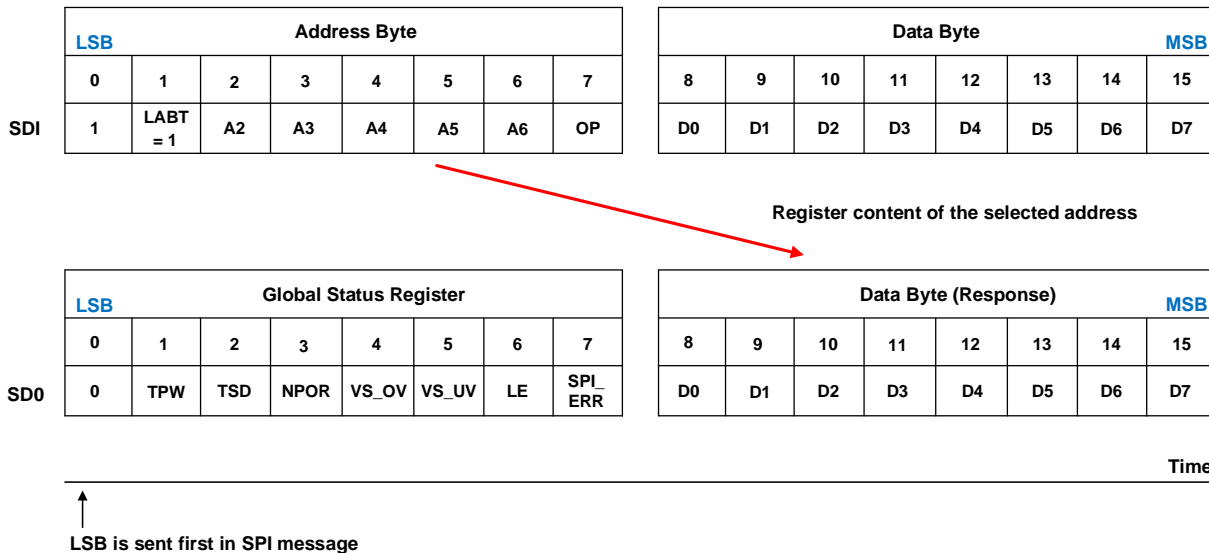 LSB Address Byte Data Byte MSB
0 1 2 3 4 5 6 7 8 9 10 11 12 13 14 15
SDI 1 LABT = 1 A2 A3 A4 A5 A6 OP D0 D1 D2 D3 D4 D5 D6 D7
Register content of the selected address
LSB Global Status Register Data Byte (Response) MSB
0 1 2 3 4 5 6 7 8 9 10 11 12 13 14 15
SD0 0 TPW TSD NPOR VS_OV VS_UV LE SPI_ ERR D0 D1 D2 D3 D4 D5 D6 D7
Time
LSB is sent first in SPI message